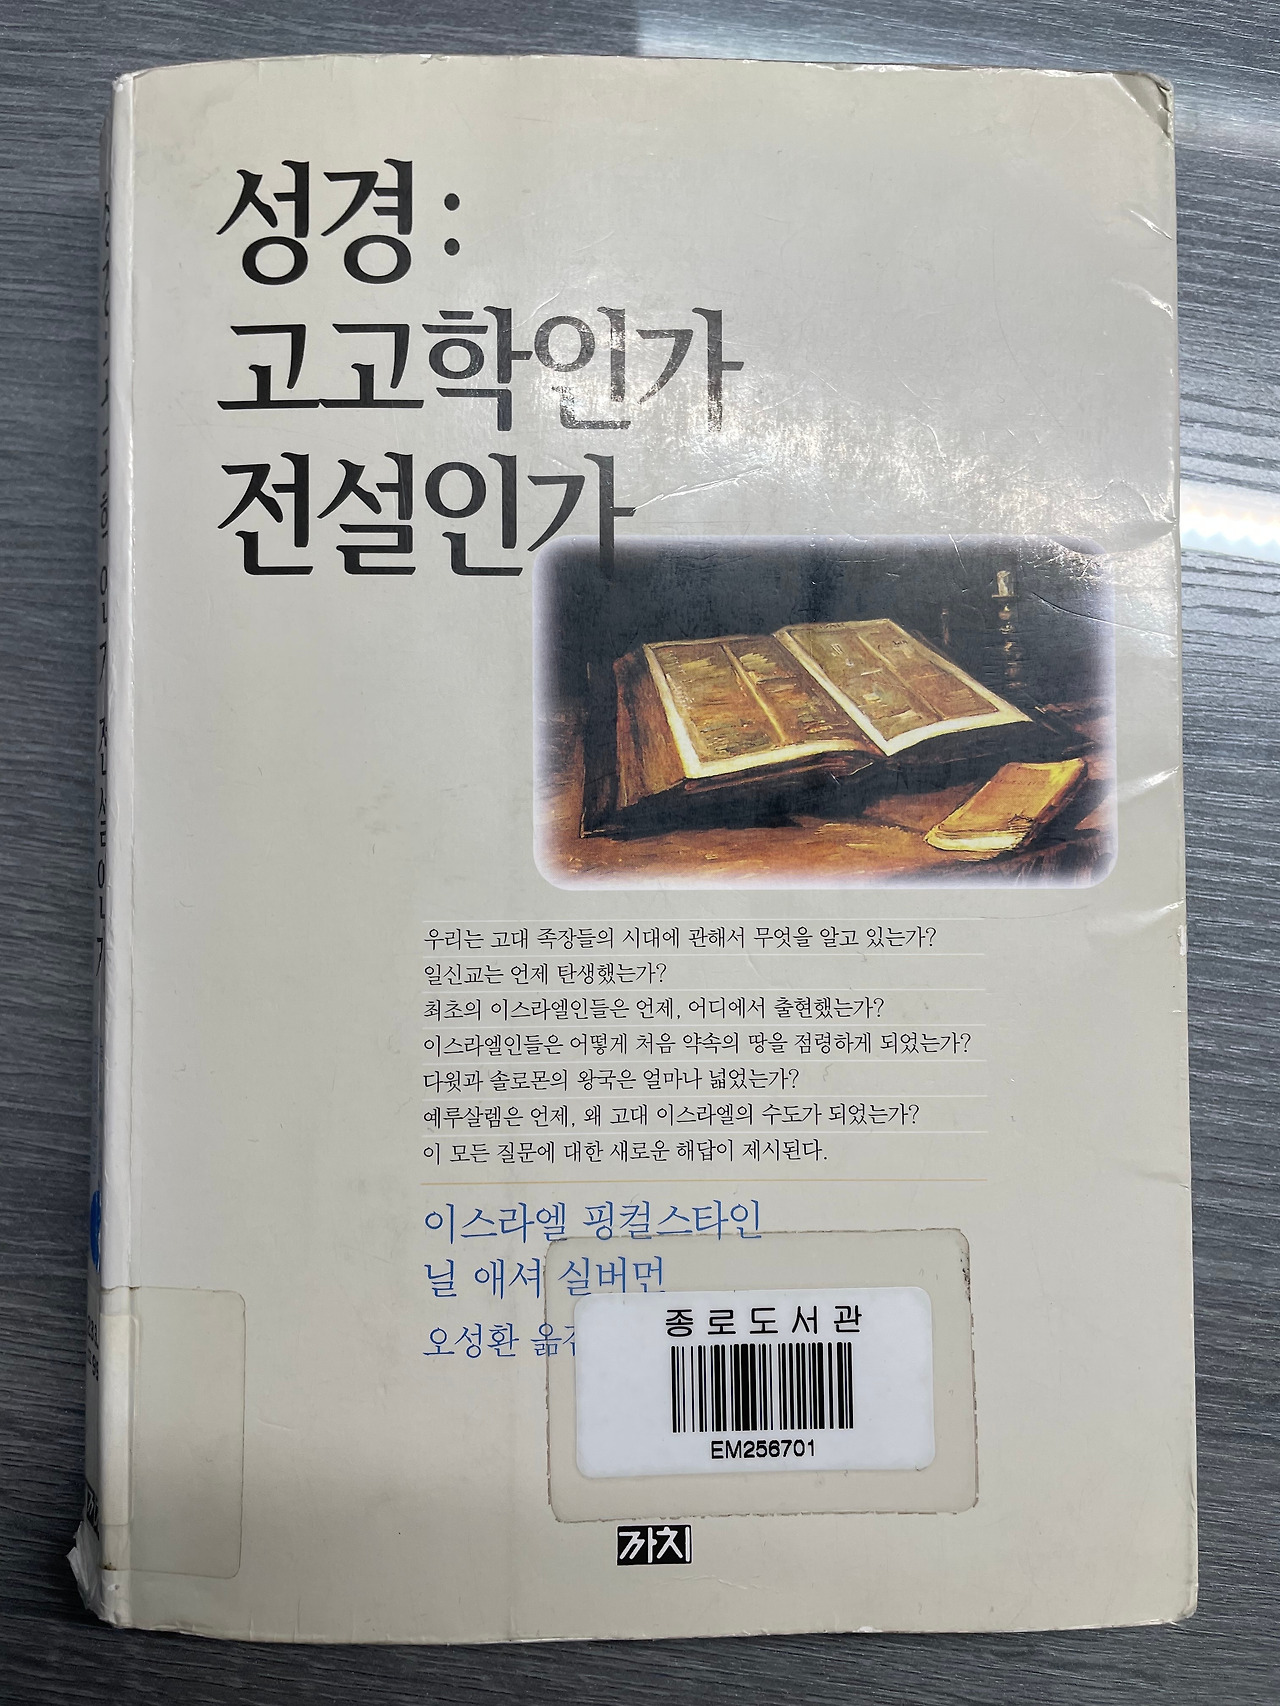 성경:
고고학인가
전설인가
우리는 고대 족장들의 시대에 관해서 무엇을 알고 있는가?
일신교는 언제 탄생했는가?
최초의 이스라엘인들은 언제, 어디에서 출현했는가?
이스라엘인들은 어떻게 처음 약속의 땅을 점령하게 되었는가?
다윗과 솔로몬의 왕국은 얼마나 넓었는가?
예루살렘은 언제, 왜 고대 이스라엘의 수도가 되었는가?
이 모든 질문에 대한 새로운 해답이 제시된다.
이스라엘 핑컬스타인
닐 애셔 실버먼
오성환
종로도서관
EM256701
까치